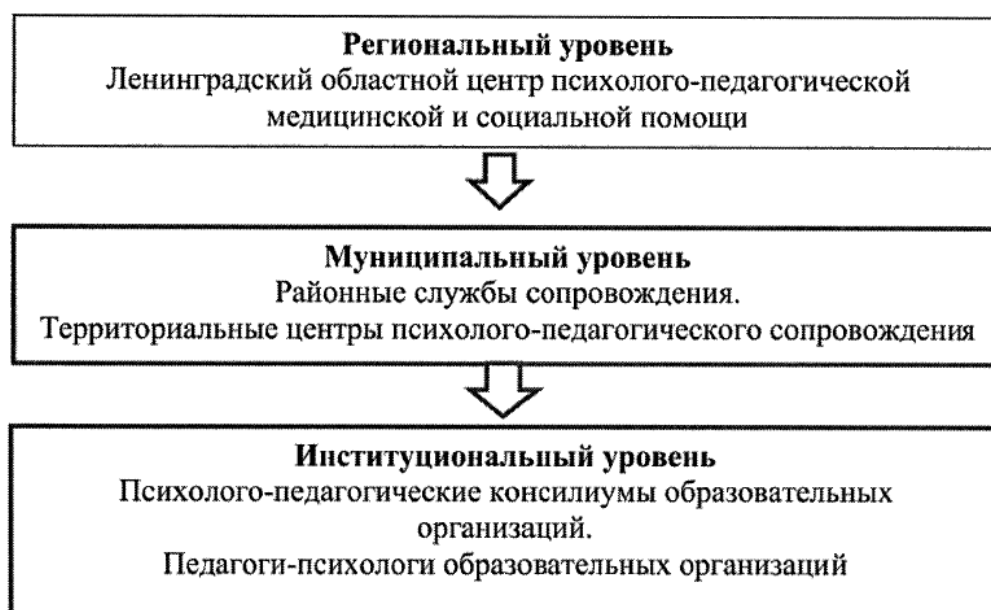 Региональный уровень
Ленинградский областной центр психолого-педагогической
медицинской и социальной помощи
Муниципальный уровень
Районные службы сопровождения.
Территориальные центры психолого-педагогического сопровождения
Институциональный уровень
Психолого-педагогические консилиумы образовательных
организаций.
Педагоги-психологи образовательных организаций